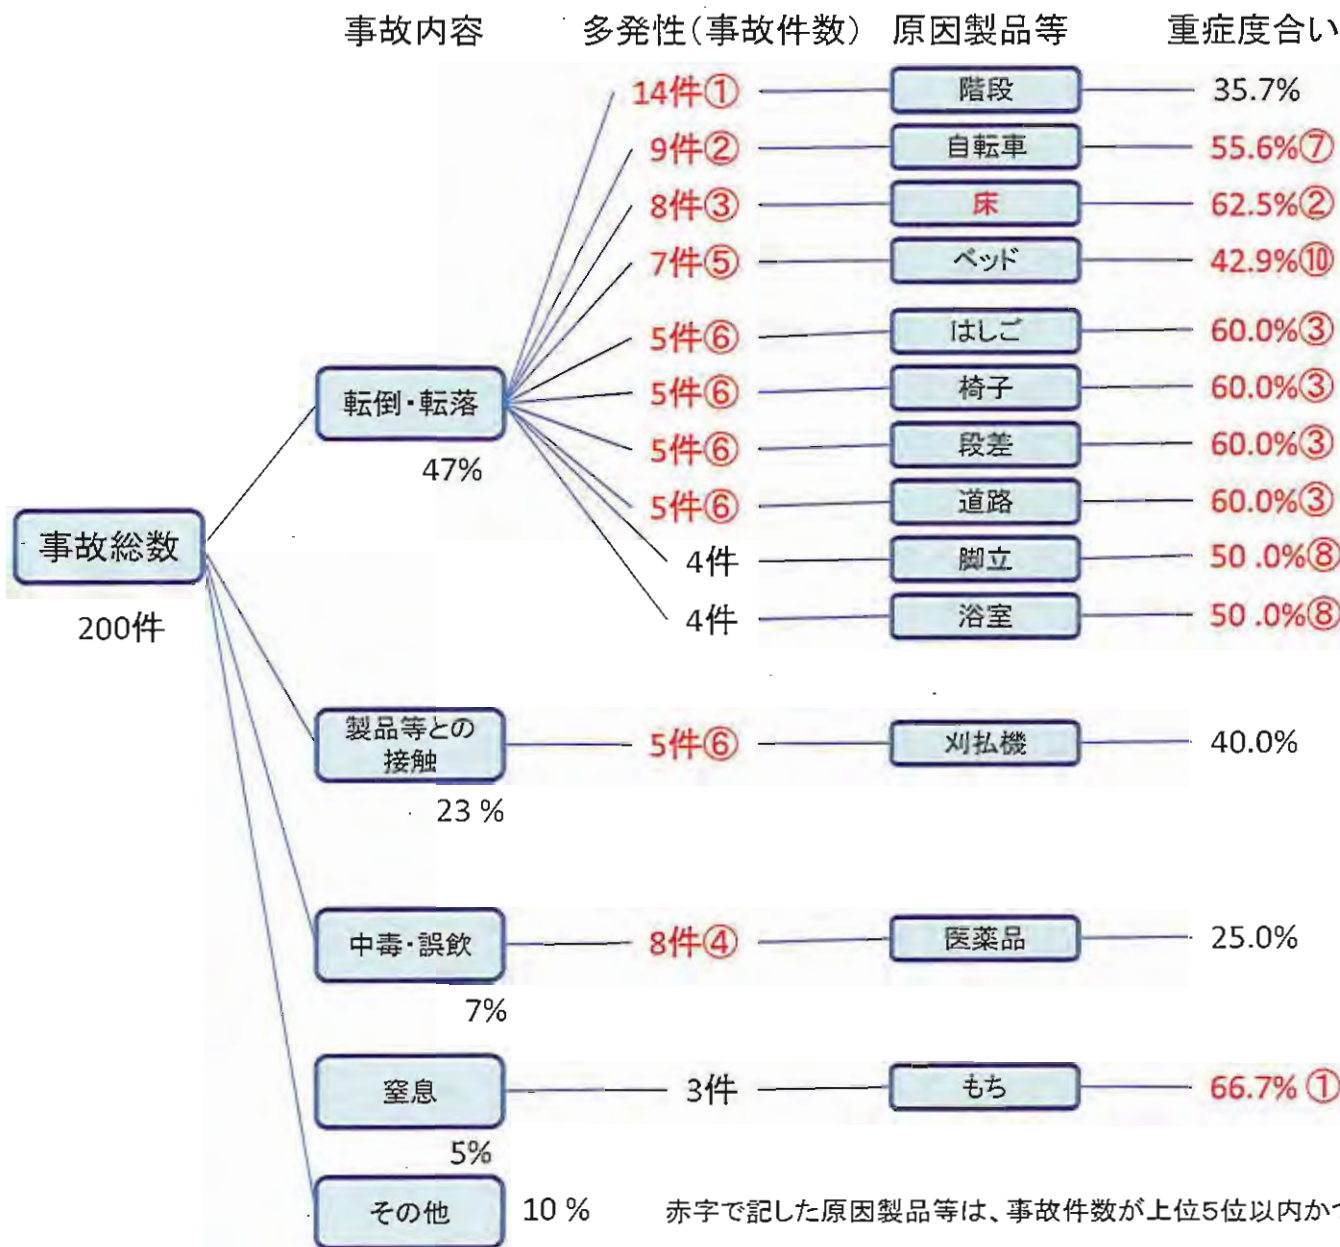 事故内容 多発性(事故件数) 原因製品等 重症度合い
14件① 階段 35.7%
9件② 自転車 55.6%⑦
8件③ 床 62.5%②
7件⑤ ベッド 42.9%⑩
5件⑥ はしご 60.0%③
5件⑥ 椅子 60.0%③
転倒・転落
47%
5件⑥ 段差 60.0%③
5件⑥ 道路 60.0%③
4件 脚立 50.0%⑧
4件 浴室 50.0%⑧
事故総数
200件
製品等との
接触
23 %
5件⑥ 刈払機 40.0%
中毒・誤飲 8件④ 医薬品 25.0%
7%
窒息 3件 もち 66.7% ①
5%
その他 10 % 赤字で記した原因製品等は、事故件数が上位5位以内かつ